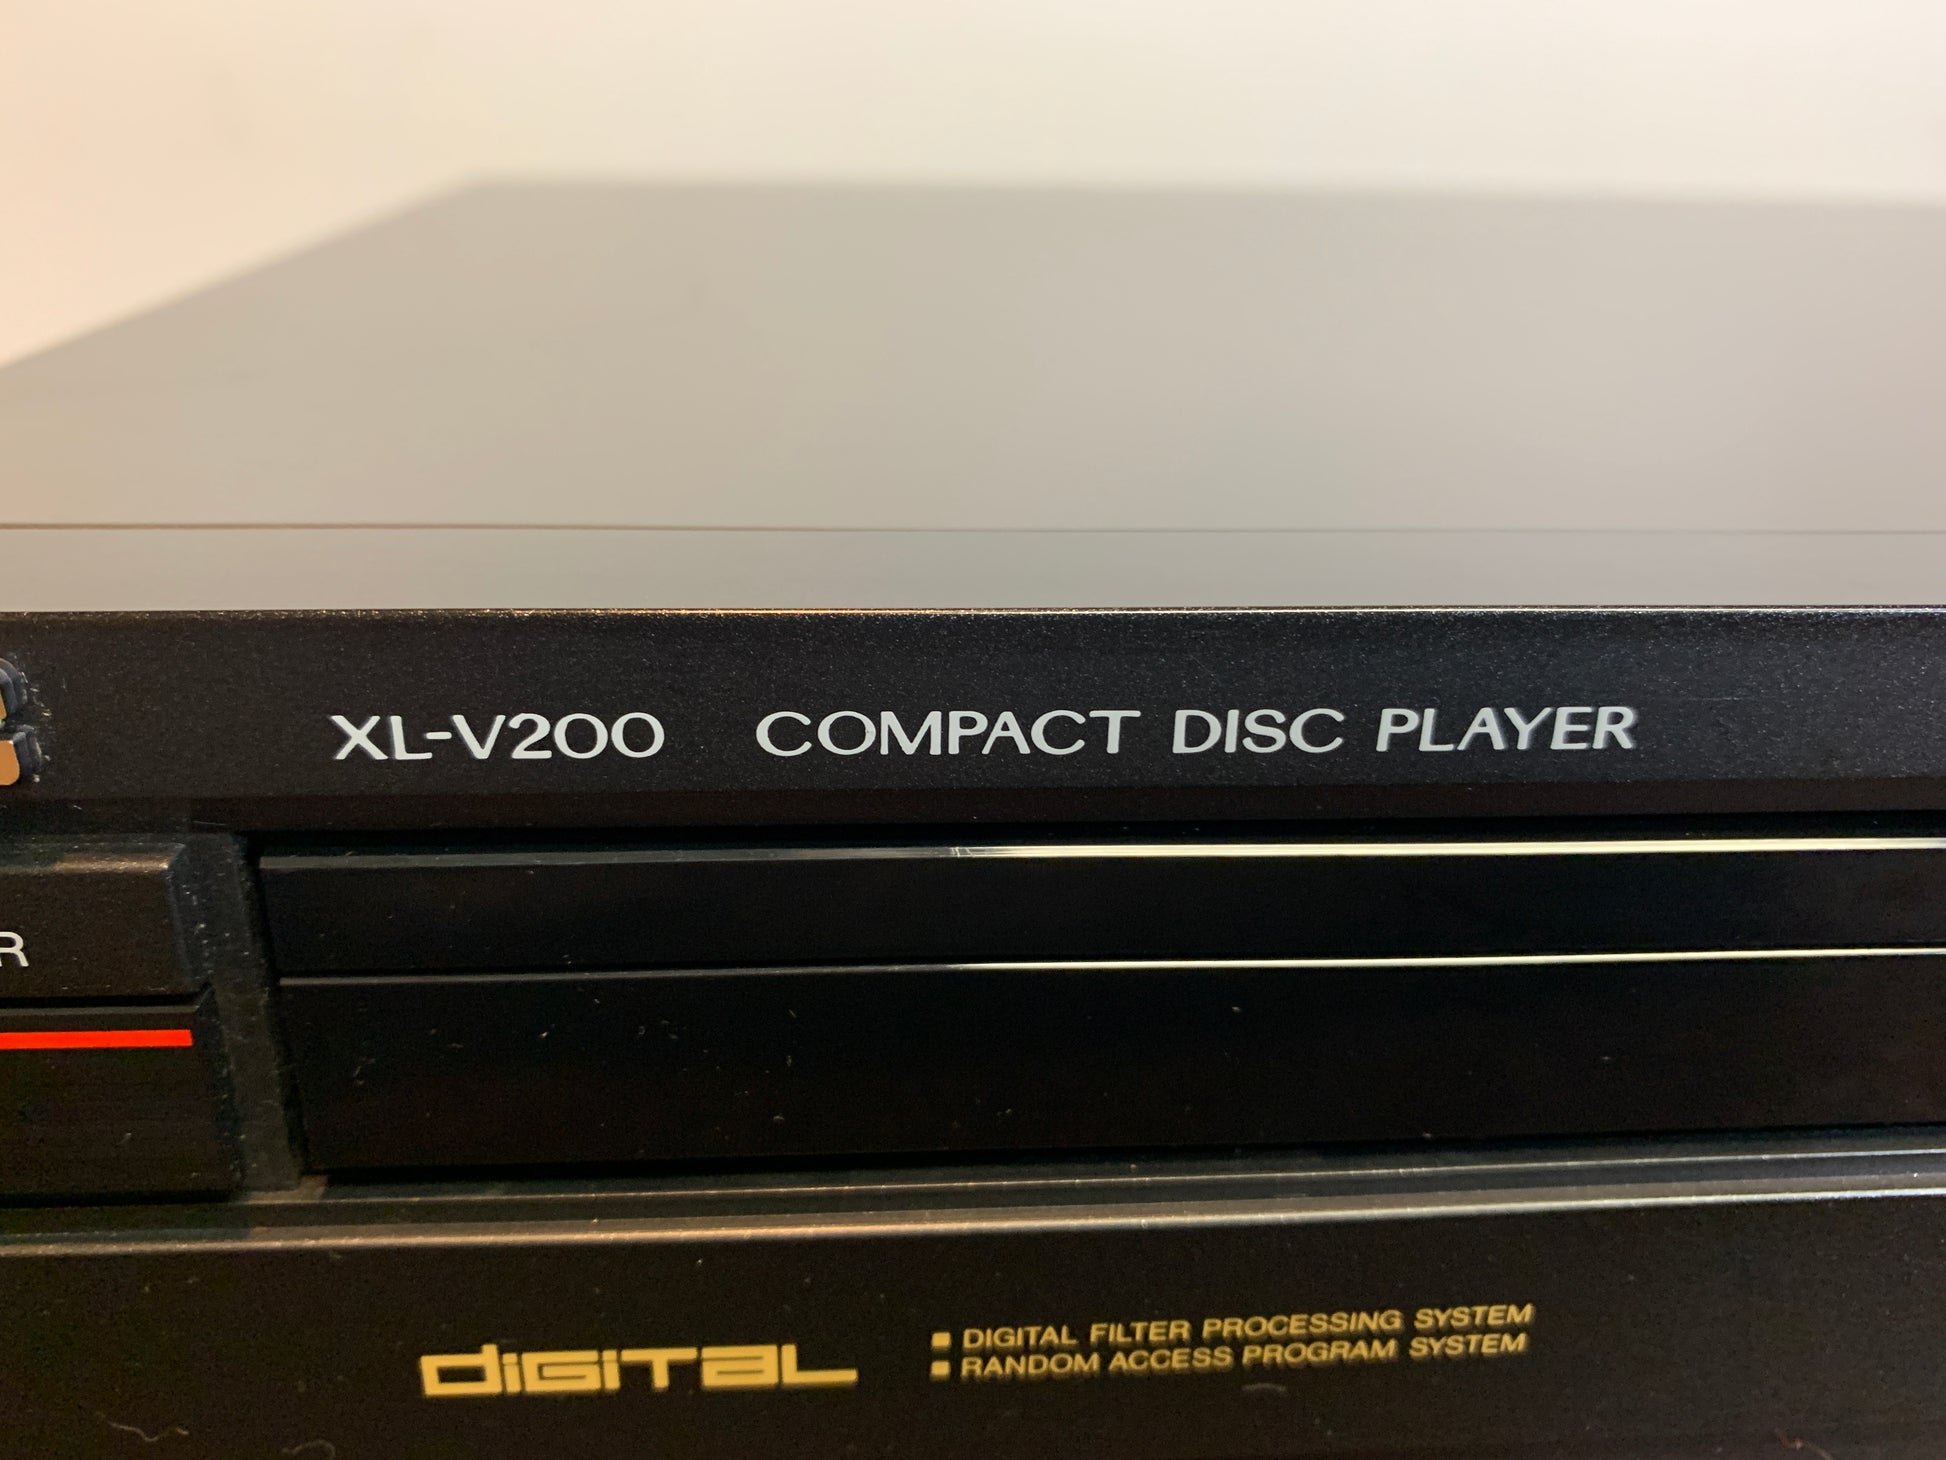 XL-V200 COMPACT DISC PLAYER
R
DIGITAL
DIGITAL FILTER PROCESSING SYSTEM
RANDOM ACCESS PROGRAM SYSTEM